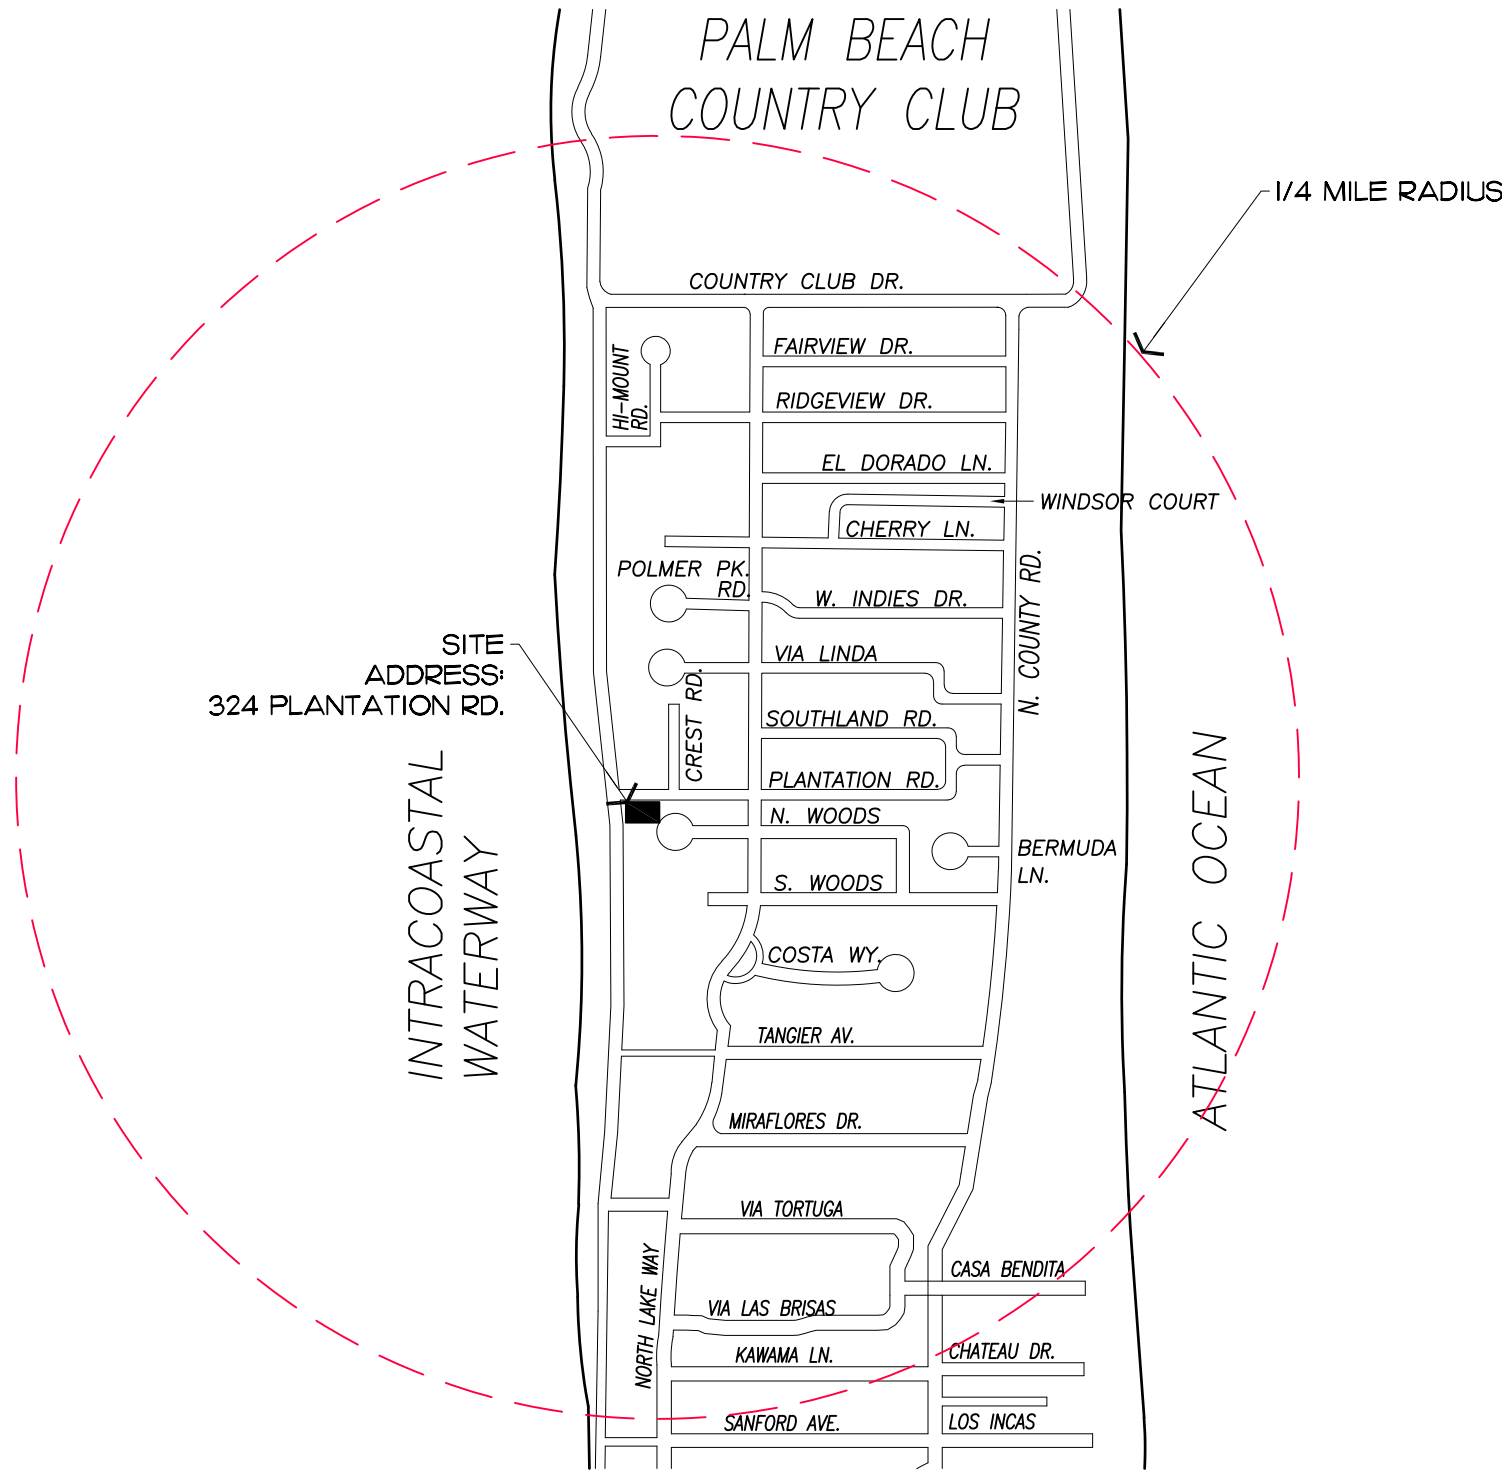 PALM BEACH
COUNTRY CLUB
1/4 MILE RADIUS
COUNTRY CLUB DR.
HI-MOUNT
RD.
FAIRVIEW DR.
RIDGEVIEW DR.
EL DORADO LN.
WINDSOR COURT
CHERRY LN.
POLMER PK.
RD.
W. INDIES DR.
N. COUNTY RD.
SITE
ADDRESS:
324 PLANTATION RD.
VIA LINDA
CREST RD.
SOUTHLAND RD.
PLANTATION RD.
N. WOODS
BERMUDA
LN.
S. WOODS
INTRACOASTAL
WATERWAY
ATLANTIC OCEAN
COSTA WY.
TANGIER AV.
MIRAFLORES DR.
VIA TORTUGA
NORTH LAKE WAY
CASA BENDITA
VIA LAS BRISAS
KAWAMA LN.
CHATEAU DR.
SANFORD AVE.
LOS INCAS